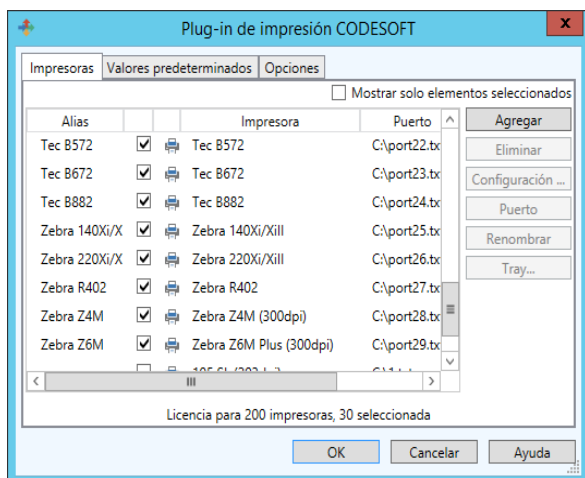 Plug-in de impresión CODESOFT
x
Impresoras Valores predeterminados Opciones
Mostrar solo elementos seleccionados
Alias Impresora Puerto
Agregar
Tec B572 Tec B572 C:\port22.tx
Eliminar
Tec B672 Tec B672 C:\port23.tx
Configuración ...
Tec B882 Tec B882 C:\port24.tx
Puerto
Zebra 140Xi/X Zebra 140Xi/XiII C:\port25.tx
Renombrar
Zebra 220Xi/X Zebra 220Xi/XiII C:\port26.tx
Tray...
Zebra R402 Zebra R402 C:\port27.tx
Zebra Z4M Zebra Z4M (300dpi) C:\port28.tx
Zebra Z6M Zebra Z6M Plus (300dpi) C:\port29.tx
Licencia para 200 impresoras, 30 seleccionada
OK Cancelar Ayuda